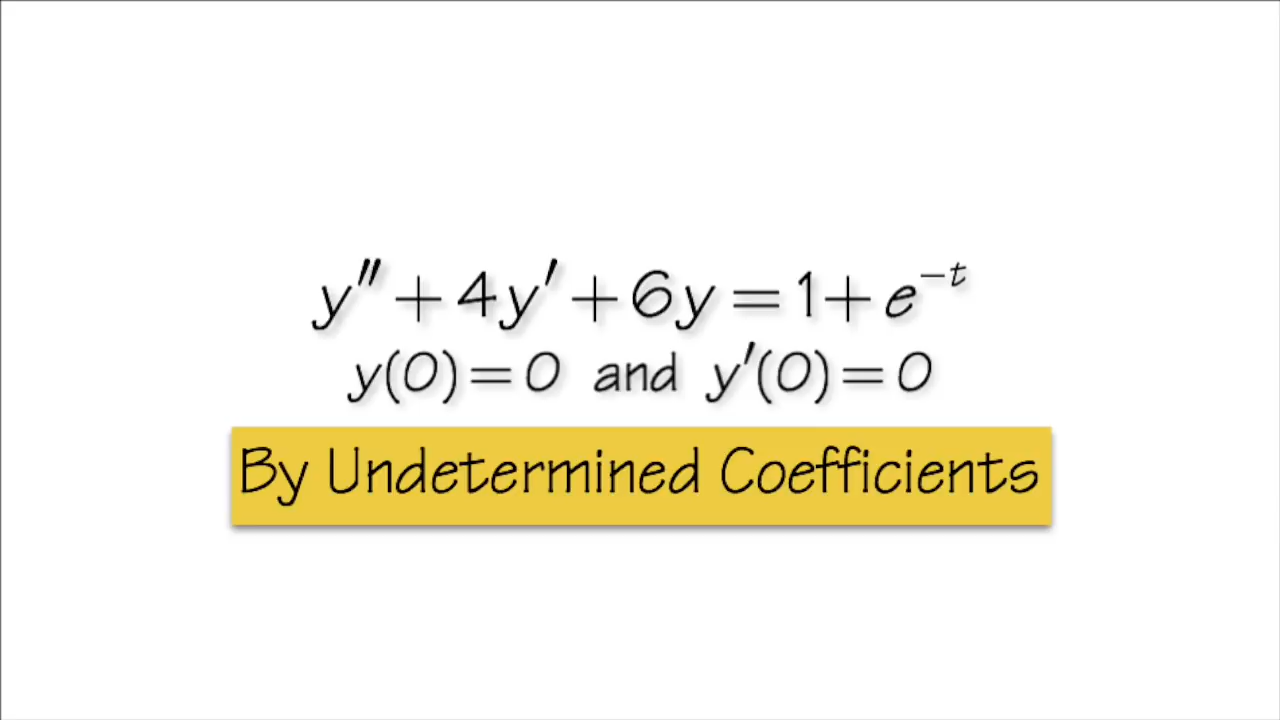 y″ + 4y′ + 6y = 1 + e⁻ᵗ
y(0) = 0 and y′(0) = 0
By Undetermined Coefficients